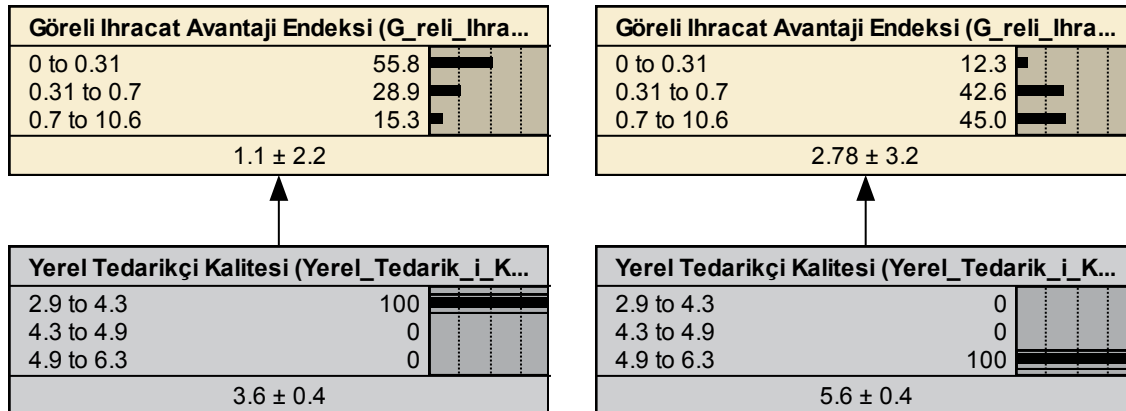 Göreli Ihracat Avantaji Endeksi (G_reli_Ihra...
0 to 0.31 55.8
0.31 to 0.7 28.9
0.7 to 10.6 15.3
1.1 ± 2.2
Yerel Tedarikçi Kalitesi (Yerel_Tedarik_i_K...
2.9 to 4.3 100
4.3 to 4.9 0
4.9 to 6.3 0
3.6 ± 0.4
Göreli Ihracat Avantaji Endeksi (G_reli_Ihra...
0 to 0.31 12.3
0.31 to 0.7 42.6
0.7 to 10.6 45.0
2.78 ± 3.2
Yerel Tedarikçi Kalitesi (Yerel_Tedarik_i_K...
2.9 to 4.3 0
4.3 to 4.9 0
4.9 to 6.3 100
5.6 ± 0.4